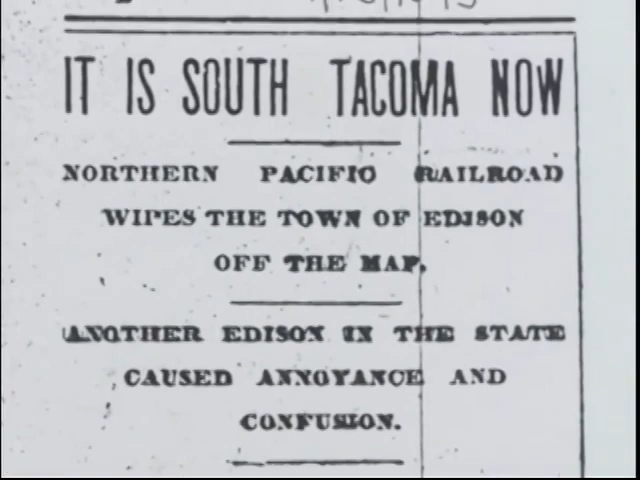 IT IS SOUTH TACOMA NOW
NORTHERN PACIFIC RAILROAD
WIPES THE TOWN OF EDISON
OFF THE MAP.
ANOTHER EDISON IN THE STATE
CAUSED ANNOYANCE AND
CONFUSION.